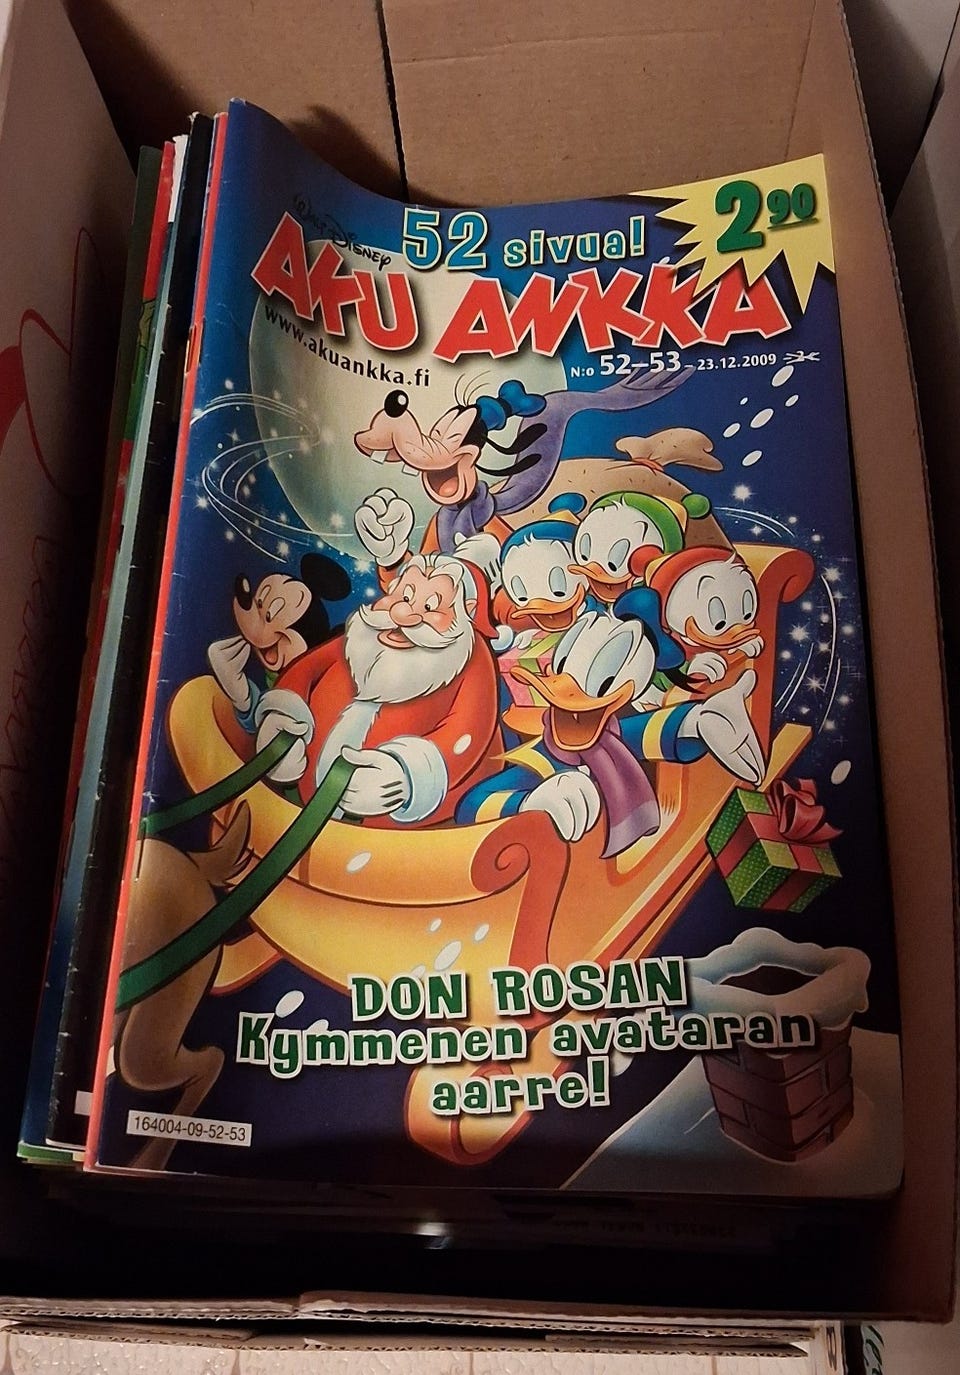 52 sivua!
2.90
Walt Disney
AKU ANKKA
www.akuankka.fi
N:o 52–53 – 23.12.2009
DON ROSAN
Kymmenen avataran
aarre!
164004-09-52-53